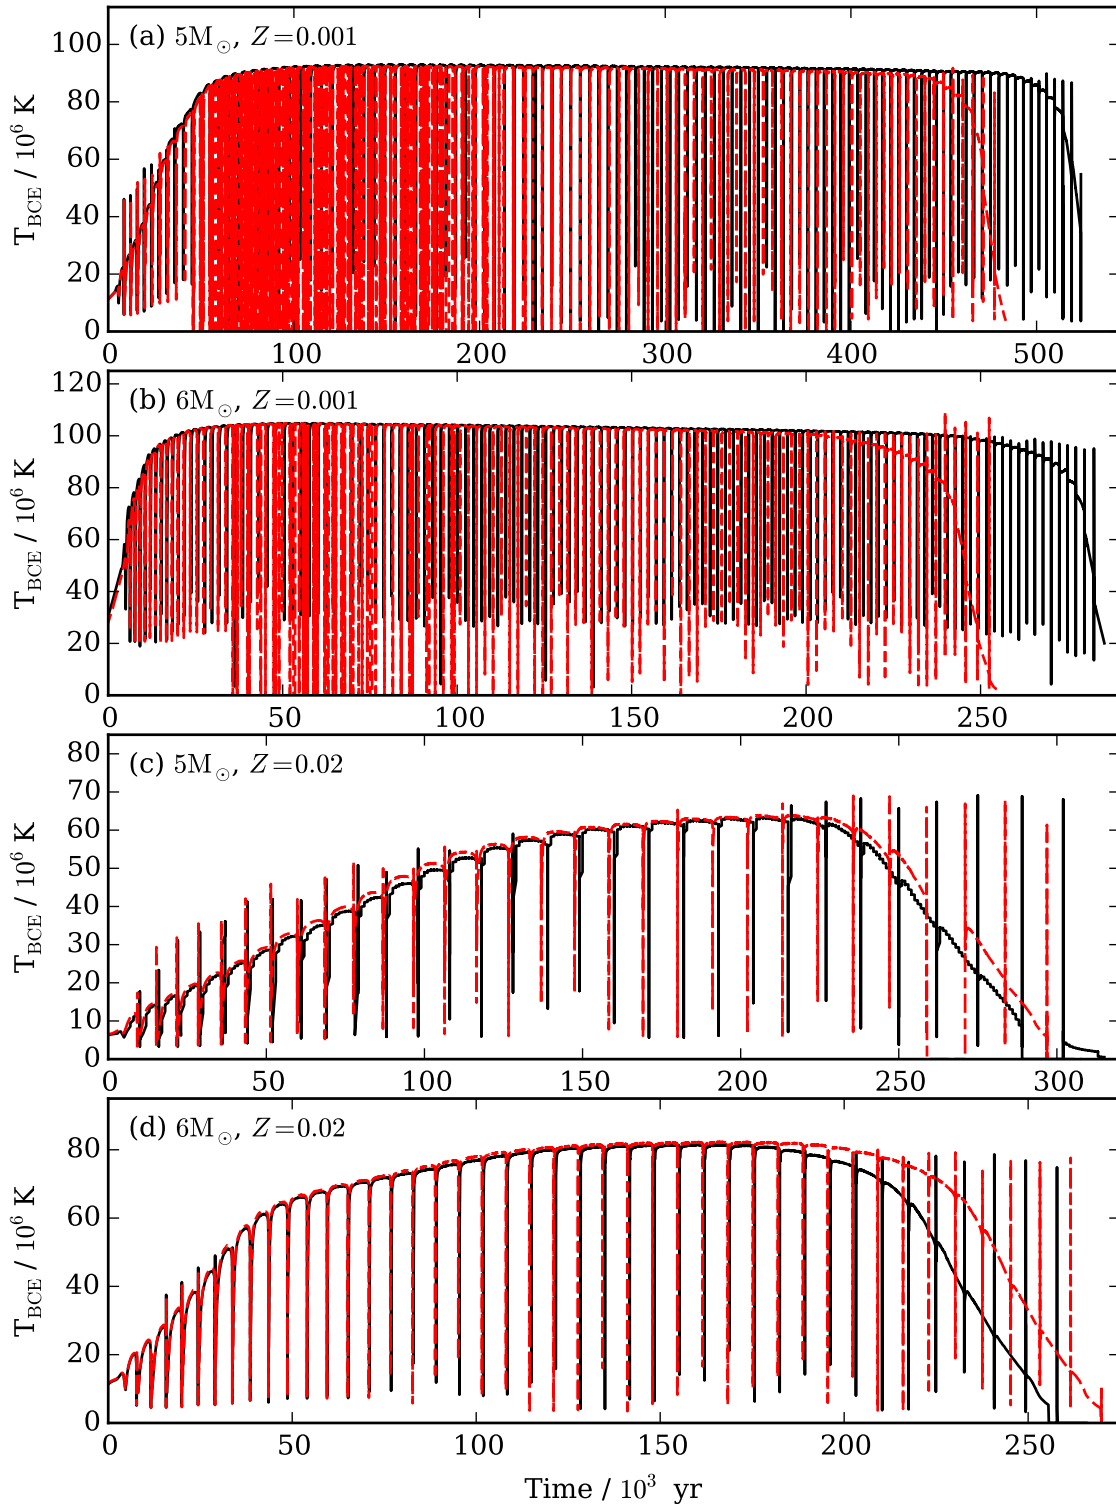 (a) 5M⊙, Z=0.001
100
80
60
40
20
0
T_BCE / 10^6 K
0 100 200 300 400 500
(b) 6M⊙, Z=0.001
120
100
80
60
40
20
0
T_BCE / 10^6 K
0 50 100 150 200 250
(c) 5M⊙, Z=0.02
80
70
60
50
40
30
20
10
0
T_BCE / 10^6 K
0 50 100 150 200 250 300
(d) 6M⊙, Z=0.02
80
60
40
20
0
T_BCE / 10^6 K
0 50 100 150 200 250
Time / 10^3 yr